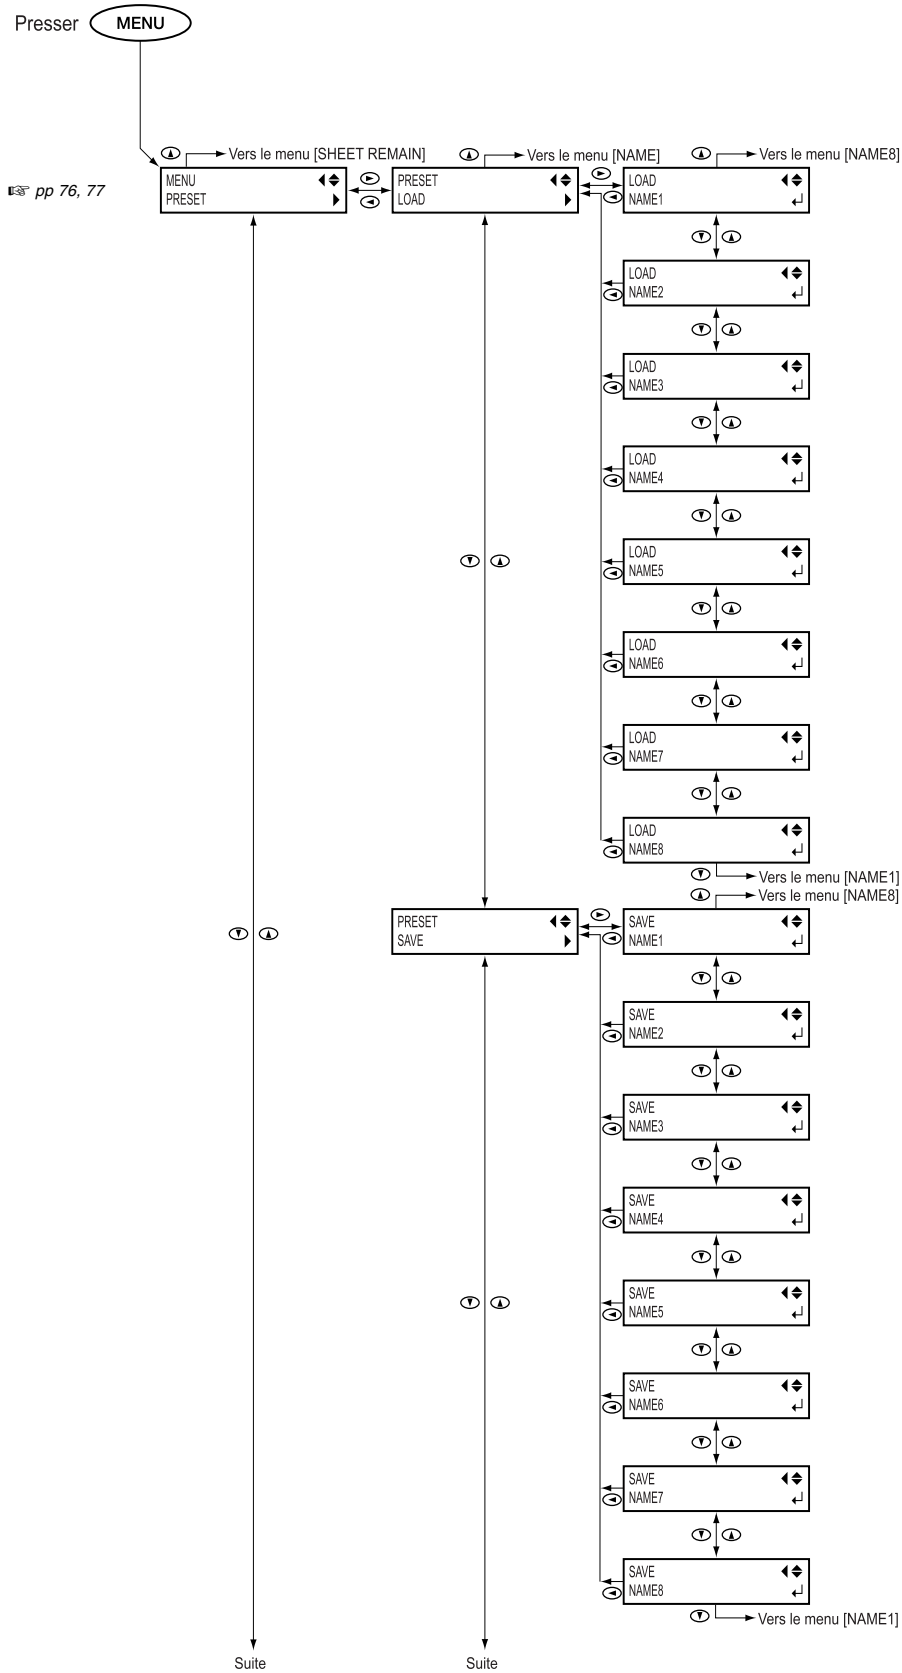 Presser MENU
Vers le menu [SHEET REMAIN]
Vers le menu [NAME]
Vers le menu [NAME8]
pp 76, 77
MENU
PRESET
PRESET
LOAD
LOAD
NAME1
LOAD
NAME2
LOAD
NAME3
LOAD
NAME4
LOAD
NAME5
LOAD
NAME6
LOAD
NAME7
LOAD
NAME8
Vers le menu [NAME1]
Vers le menu [NAME8]
PRESET
SAVE
SAVE
NAME1
SAVE
NAME2
SAVE
NAME3
SAVE
NAME4
SAVE
NAME5
SAVE
NAME6
SAVE
NAME7
SAVE
NAME8
Vers le menu [NAME1]
Suite
Suite